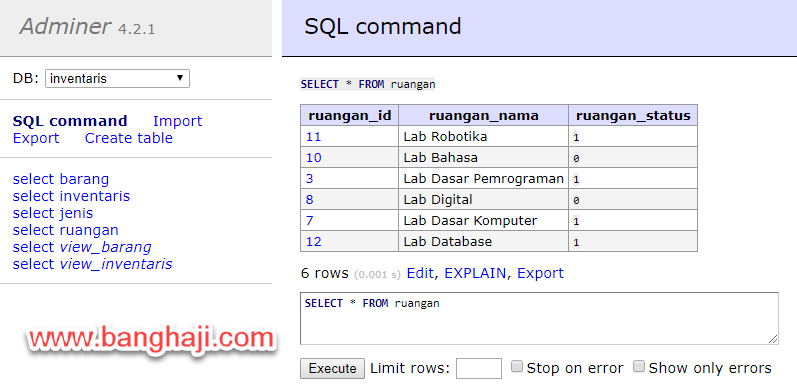 Adminer 4.2.1
DB: inventaris
SQL command Import
Export Create table
select barang
select inventaris
select jenis
select ruangan
select view_barang
select view_inventaris
www.banghaji.com
SQL command
SELECT * FROM ruangan
ruangan_id ruangan_nama ruangan_status
11 Lab Robotika 1
10 Lab Bahasa 0
3 Lab Dasar Pemrograman 1
8 Lab Digital 0
7 Lab Dasar Komputer 1
12 Lab Database 1
6 rows (0.001 s) Edit, EXPLAIN, Export
SELECT * FROM ruangan
Execute Limit rows: Stop on error Show only errors